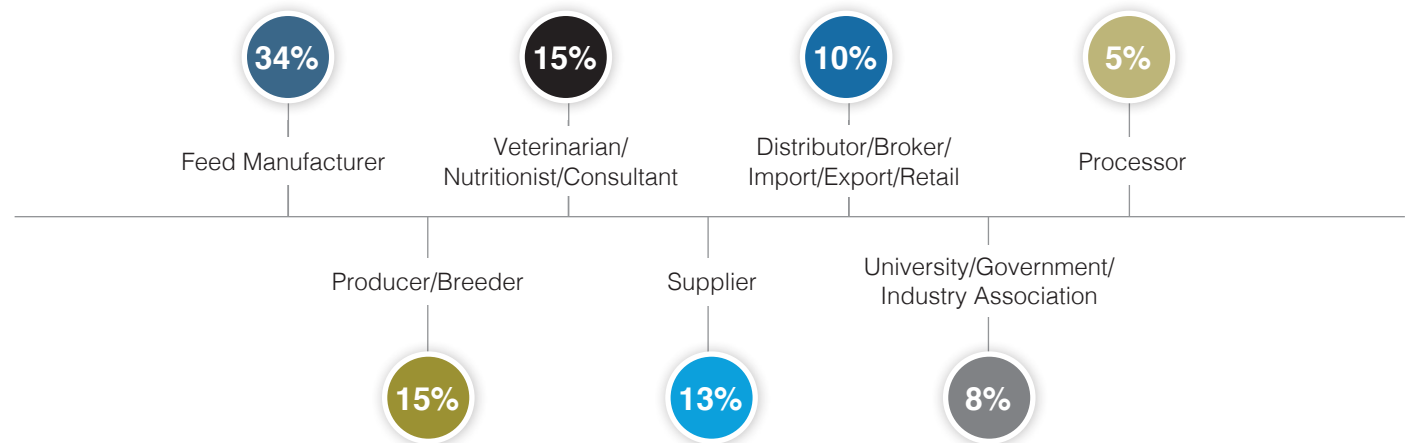 34%
Feed Manufacturer
15%
Veterinarian/
Nutritionist/Consultant
10%
Distributor/Broker/
Import/Export/Retail
5%
Processor
Producer/Breeder
15%
Supplier
13%
University/Government/
Industry Association
8%